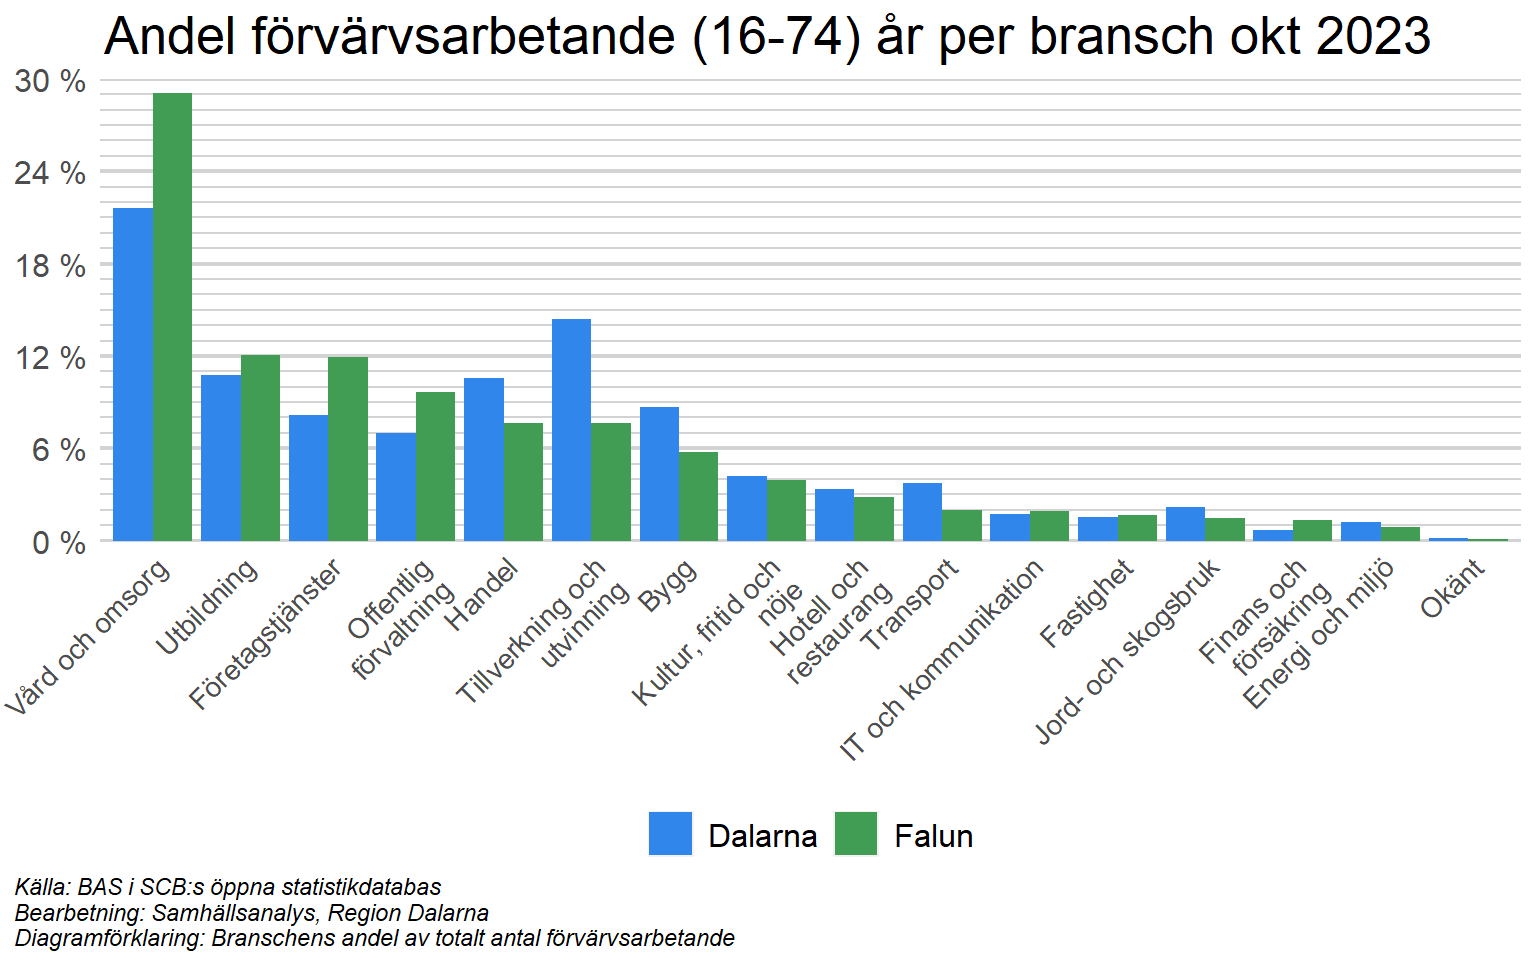 Andel förvärvsarbetande (16-74) år per bransch okt 2023
30 %
24 %
18 %
12 %
6 %
0 %
Vård och omsorg
Utbildning
Företagstjänster
Offentlig
förvaltning
Handel
Tillverkning och
utvinning
Bygg
Kultur, fritid och
nöje
Hotell och
restaurang
Transport
IT och kommunikation
Fastighet
Jord- och skogsbruk
Finans och
försäkring
Energi och miljö
Okänt
Dalarna
Falun
Källa: BAS i SCB:s öppna statistikdatabas
Bearbetning: Samhällsanalys, Region Dalarna
Diagramförklaring: Branschens andel av totalt antal förvärvsarbetande